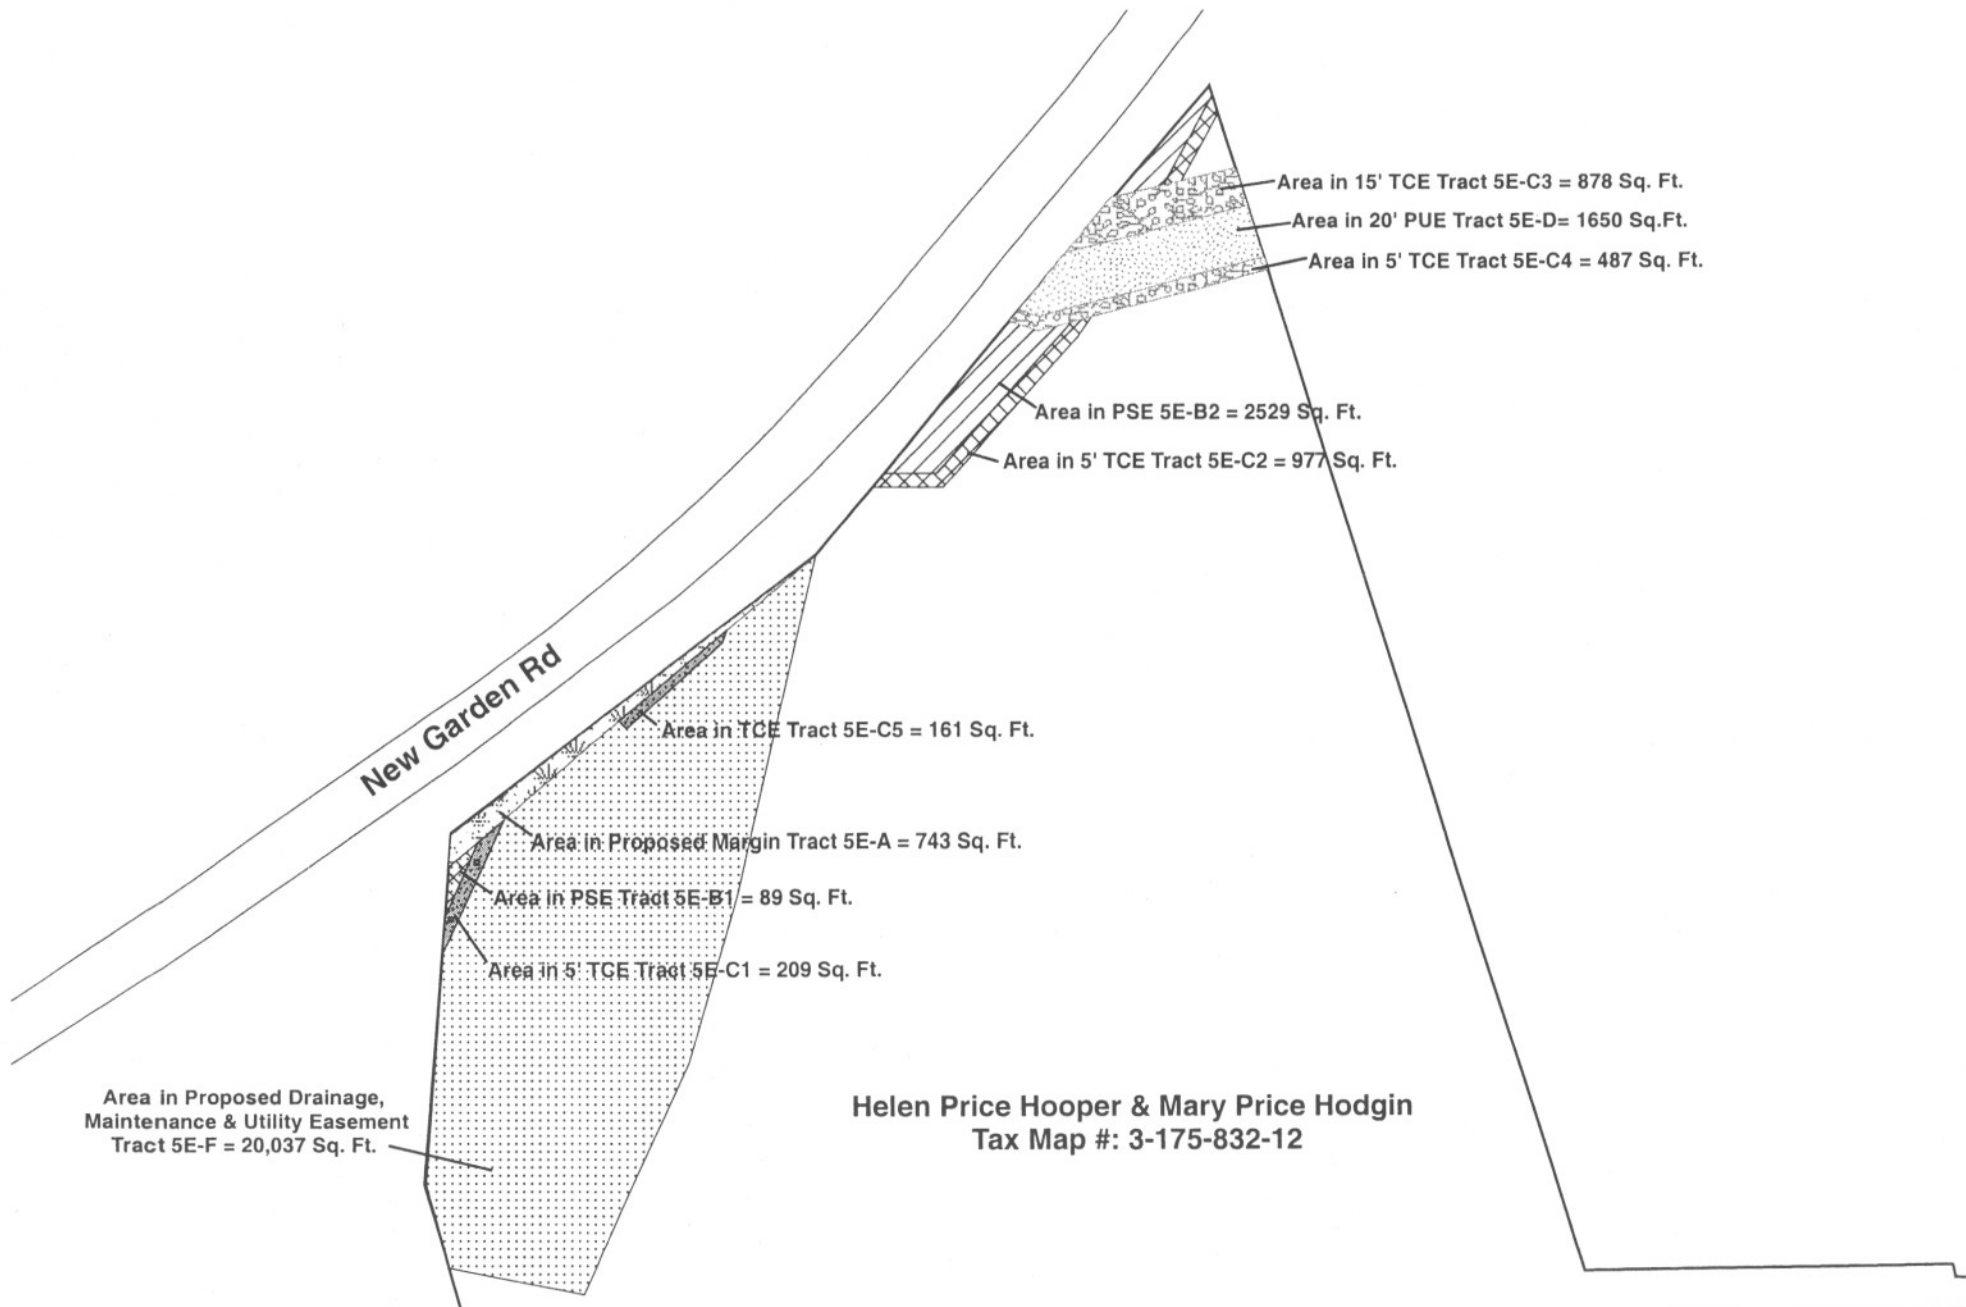 Area in 15' TCE Tract 5E-C3 = 878 Sq. Ft.
Area in 20' PUE Tract 5E-D= 1650 Sq.Ft.
Area in 5' TCE Tract 5E-C4 = 487 Sq. Ft.
Area in PSE 5E-B2 = 2529 Sq. Ft.
Area in 5' TCE Tract 5E-C2 = 977 Sq. Ft.
New Garden Rd
Area in TCE Tract 5E-C5 = 161 Sq. Ft.
Area in Proposed Margin Tract 5E-A = 743 Sq. Ft.
Area in PSE Tract 5E-B1 = 89 Sq. Ft.
Area in 5' TCE Tract 5E-C1 = 209 Sq. Ft.
Area in Proposed Drainage,
Maintenance & Utility Easement
Tract 5E-F = 20,037 Sq. Ft.
Helen Price Hooper & Mary Price Hodgin
Tax Map #: 3-175-832-12